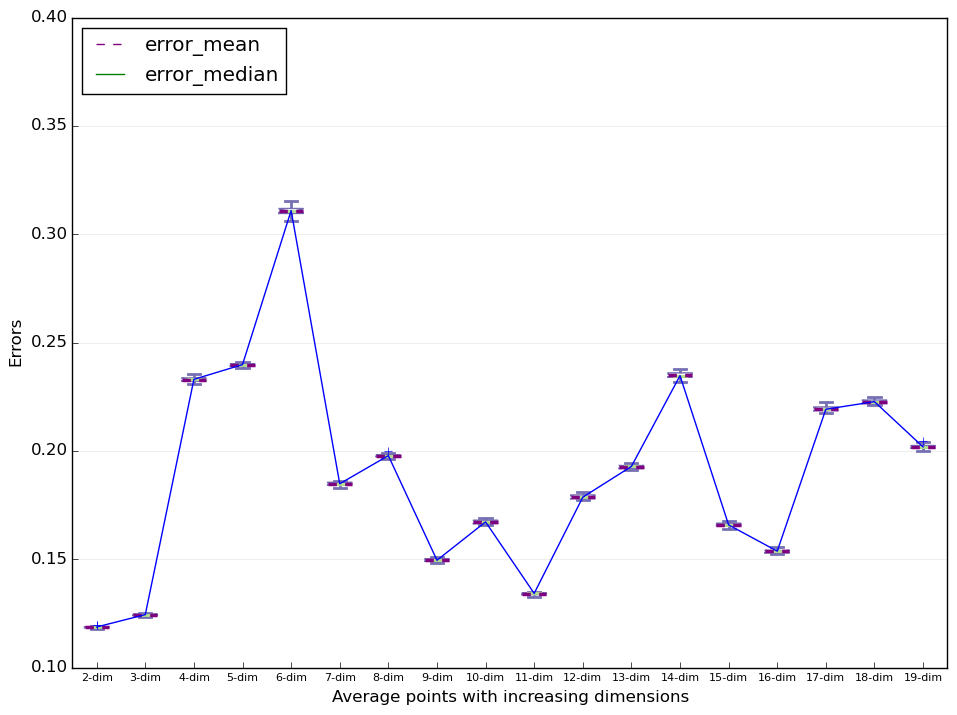 error_mean
error_median
0.40
0.35
0.30
0.25
0.20
0.15
0.10
Errors
2-dim 3-dim 4-dim 5-dim 6-dim 7-dim 8-dim 9-dim 10-dim 11-dim 12-dim 13-dim 14-dim 15-dim 16-dim 17-dim 18-dim 19-dim
Average points with increasing dimensions